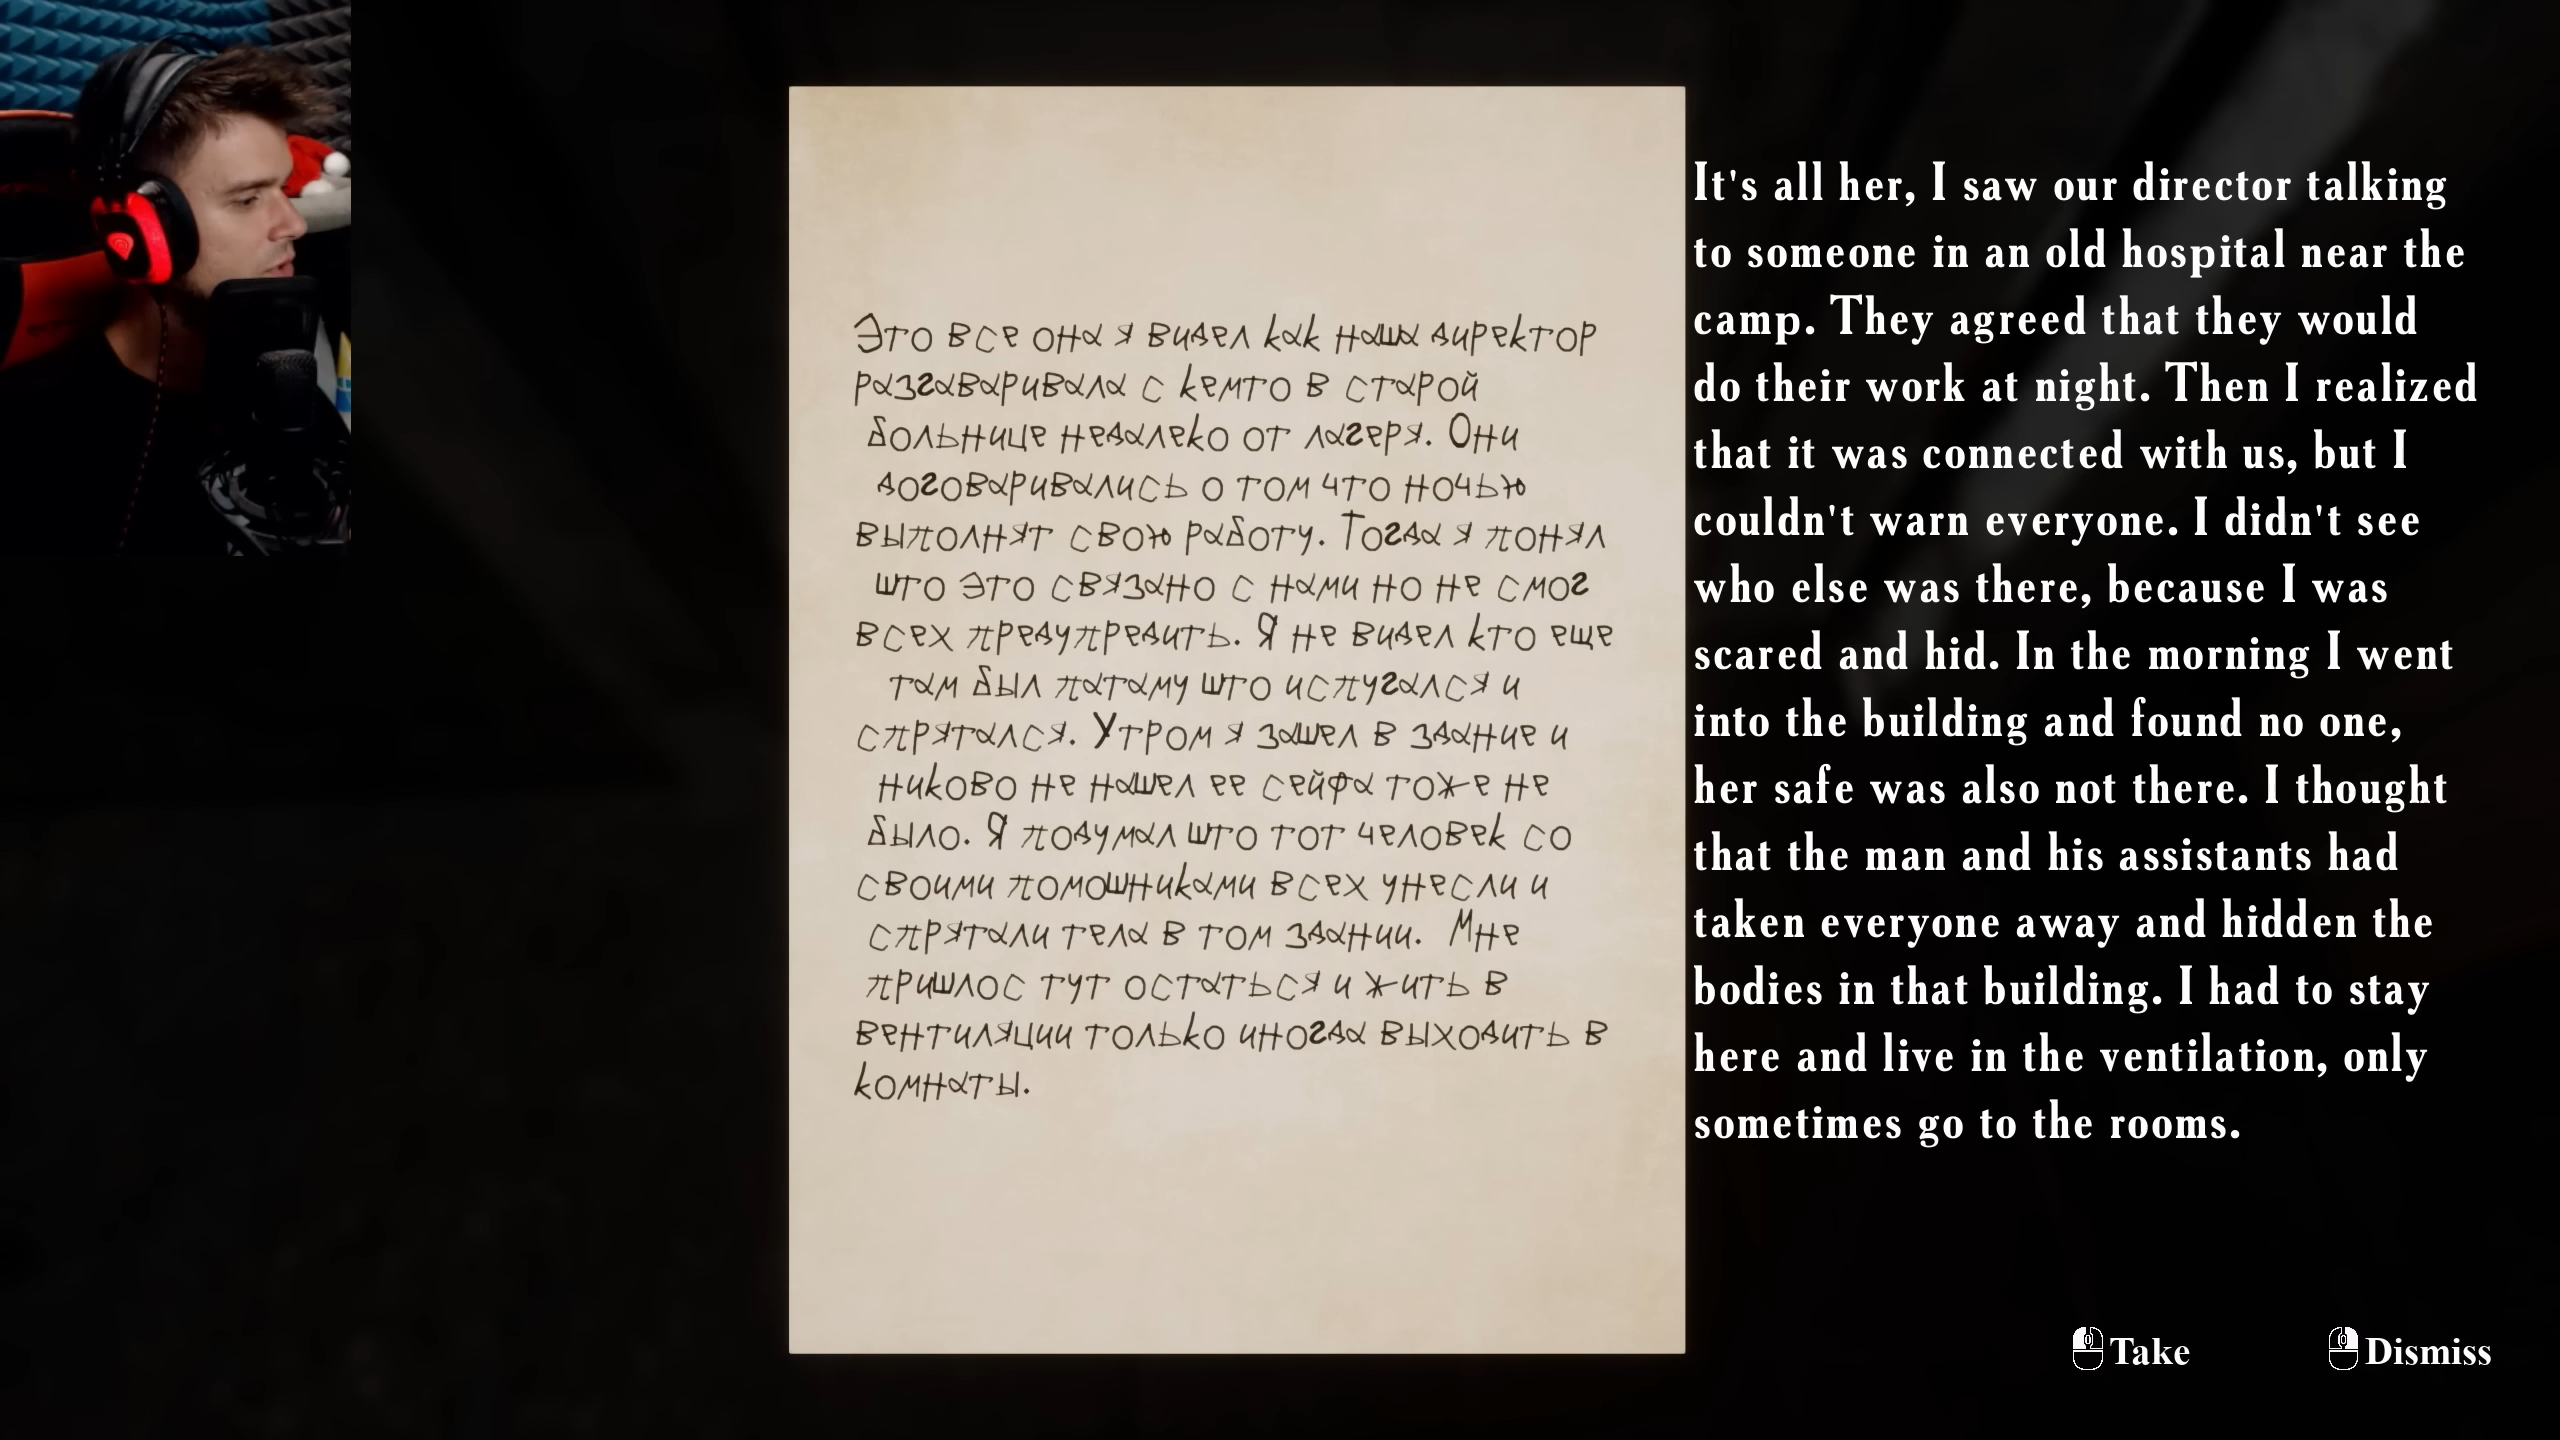 Это все она я видел как наша директор
разгаваривала с кемто в старой
больнице недалеко от лагеря. Они
договаривались о том что ночью
выполнят свою работу. Тогда я понял
што это связано с нами но не смог
всех предупредить. Я не видел кто еще
там был патаму што испугался и
спрятался. Утром я зашел в здание и
никово не нашел ее сейфа тоже не
было. Я подумал што тот человек со
своими помошниками всех унесли и
спрятали тела в том здании. Мне
пришлос тут остаться и жить в
вентиляции только иногда выходить в
комнаты.
It's all her, I saw our director talking
to someone in an old hospital near the
camp. They agreed that they would
do their work at night. Then I realized
that it was connected with us, but I
couldn't warn everyone. I didn't see
who else was there, because I was
scared and hid. In the morning I went
into the building and found no one,
her safe was also not there. I thought
that the man and his assistants had
taken everyone away and hidden the
bodies in that building. I had to stay
here and live in the ventilation, only
sometimes go to the rooms.
Take Dismiss